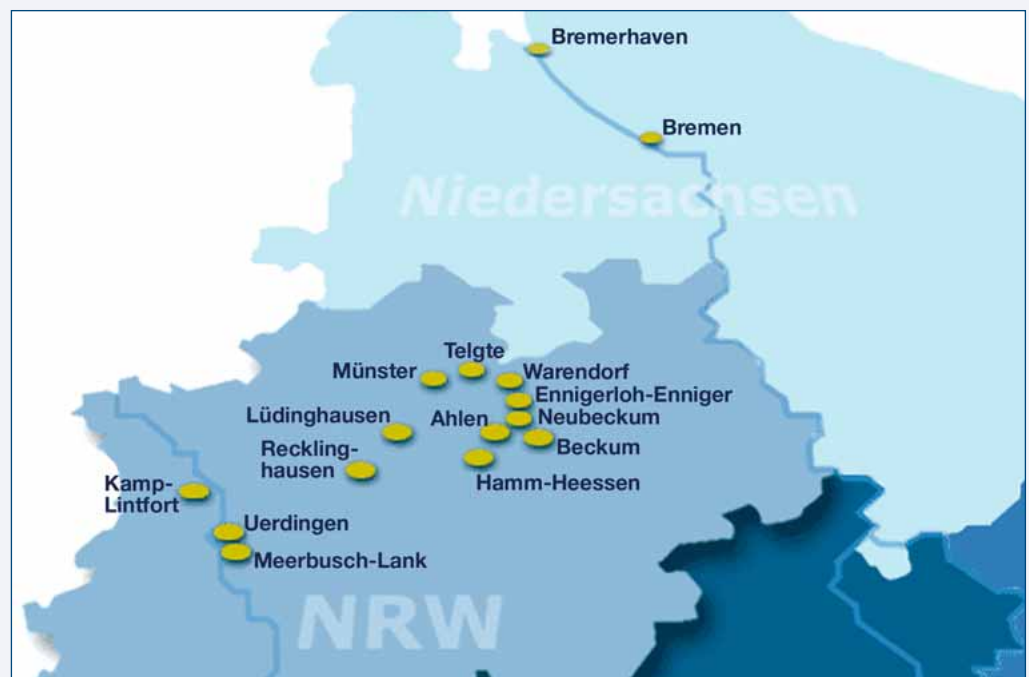 Bremerhaven
Bremen
Niedersachsen
Telgte
Münster
Warendorf
Ennigerloh-Enniger
Lüdinghausen
Ahlen
Neubeckum
Beckum
Reckling-
hausen
Hamm-Heessen
Kamp-
Lintfort
Uerdingen
Meerbusch-Lank
NRW